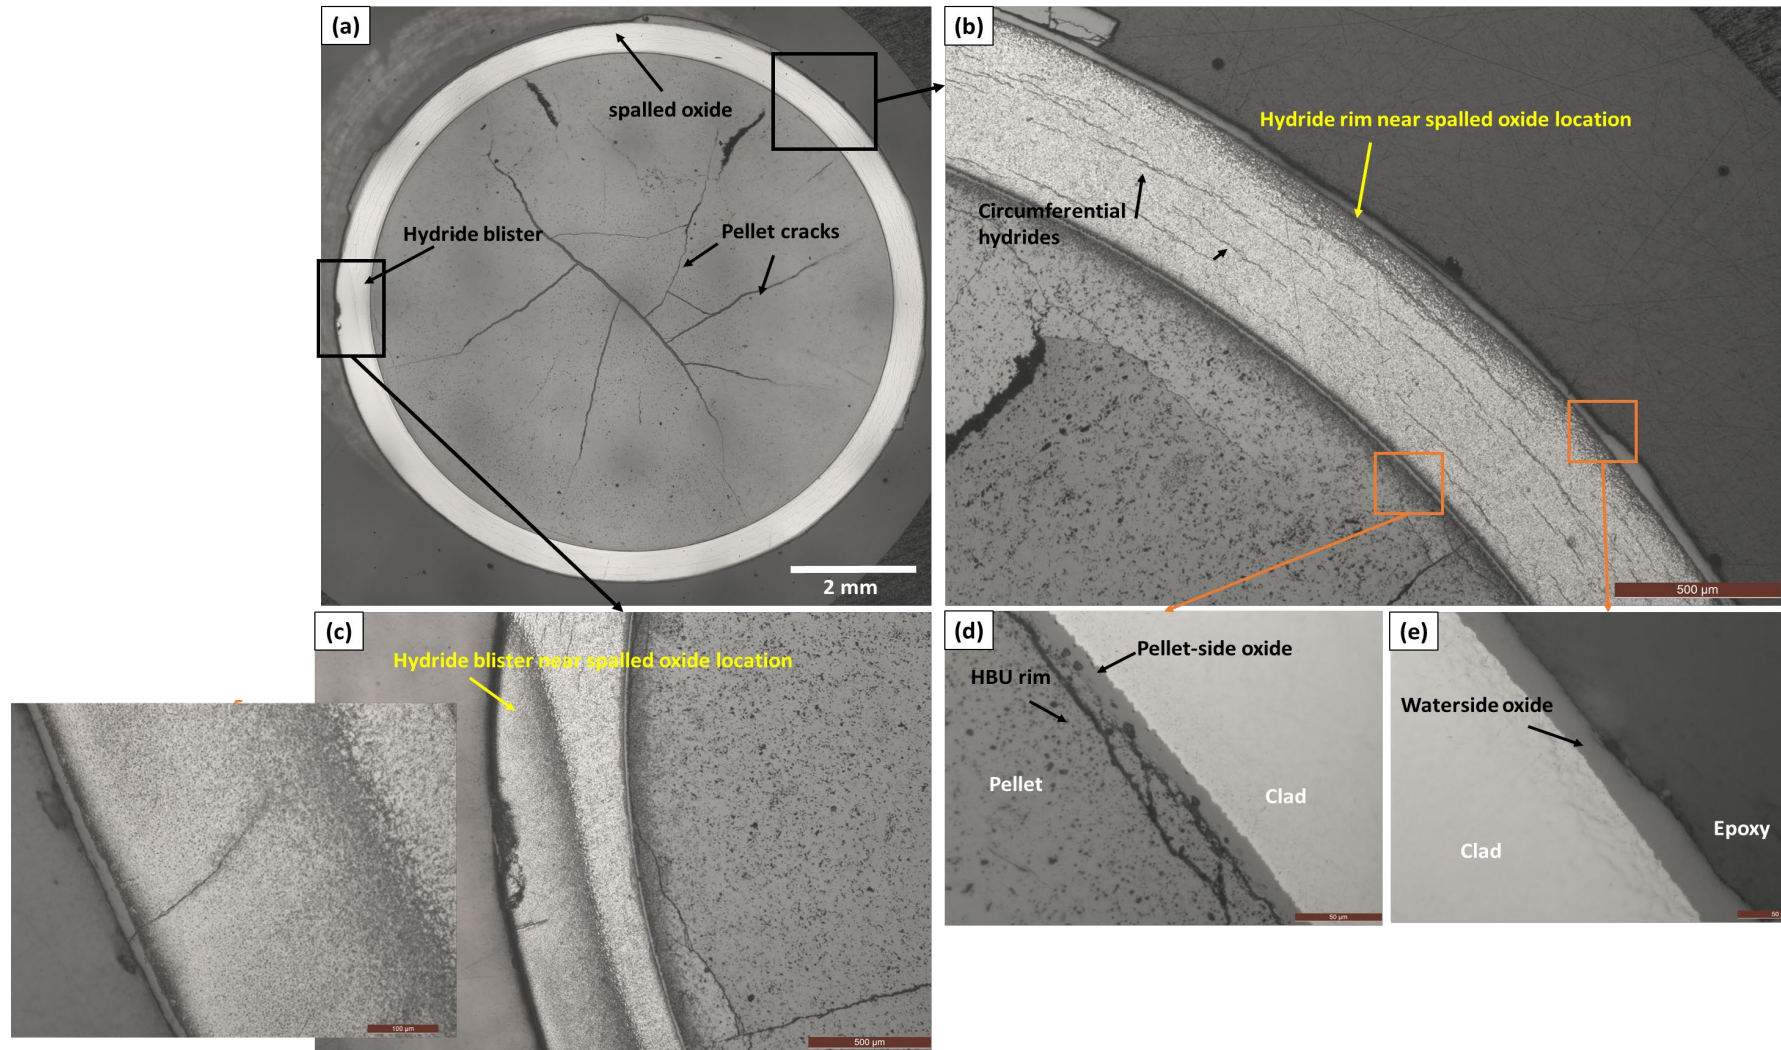 (a)
spalled oxide
Hydride blister
Pellet cracks
2 mm
(b)
Hydride rim near spalled oxide location
Circumferential
hydrides
500 µm
(c)
Hydride blister near spalled oxide location
100 µm
500 µm
(d)
Pellet-side oxide
HBU rim
Pellet
Clad
50 µm
(e)
Waterside oxide
Clad
Epoxy
50